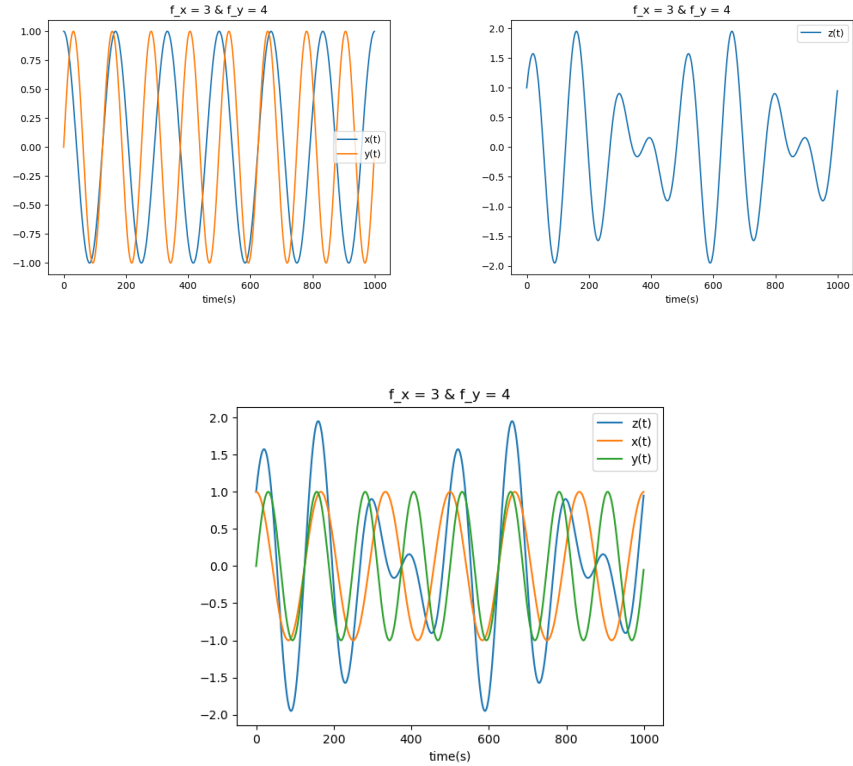 f_x = 3 & f_y = 4
1.00
0.75
0.50
0.25
0.00
-0.25
-0.50
-0.75
-1.00
x(t)
y(t)
0 200 400 600 800 1000
time(s)
f_x = 3 & f_y = 4
z(t)
2.0
1.5
1.0
0.5
0.0
-0.5
-1.0
-1.5
-2.0
0 200 400 600 800 1000
time(s)
f_x = 3 & f_y = 4
z(t)
x(t)
y(t)
2.0
1.5
1.0
0.5
0.0
-0.5
-1.0
-1.5
-2.0
0 200 400 600 800 1000
time(s)